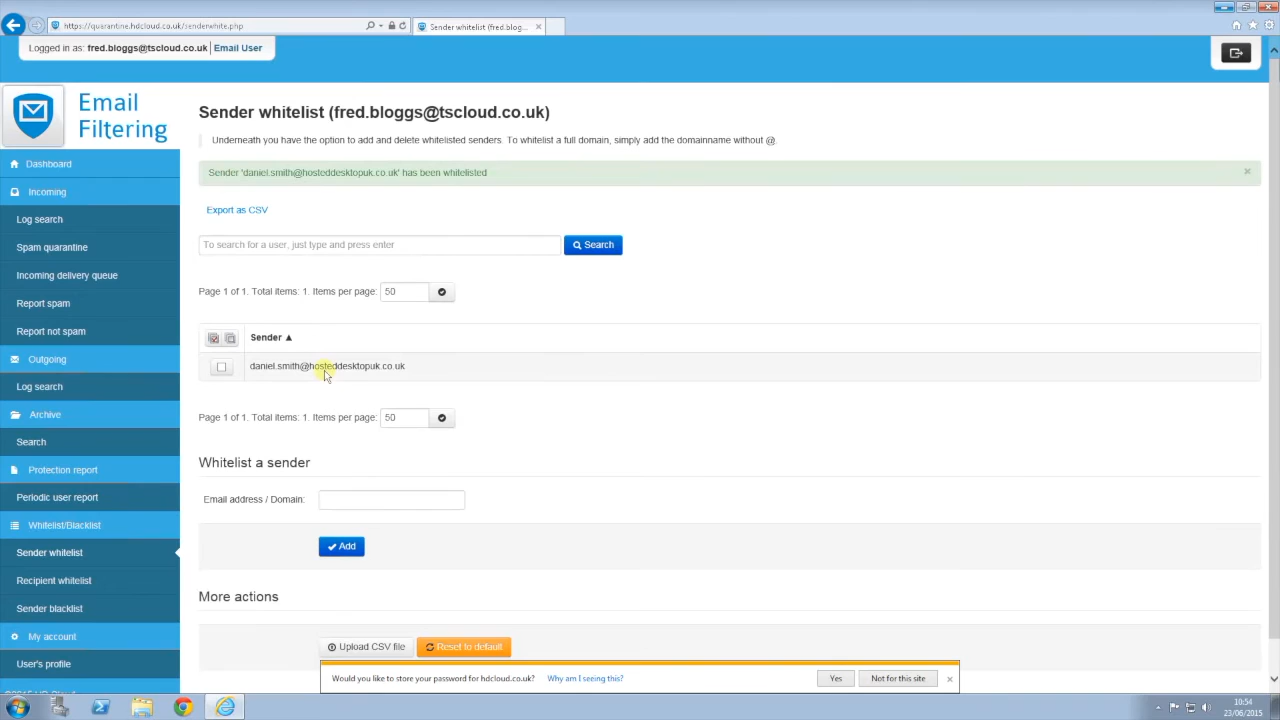 https://quarantine.hdcloud.co.uk/senderwhite.php
Sender whitelist (fred.blogg...
Logged in as: fred.bloggs@tscloud.co.uk | Email User
Email
Filtering
Dashboard
Incoming
Log search
Spam quarantine
Incoming delivery queue
Report spam
Report not spam
Outgoing
Log search
Archive
Search
Protection report
Periodic user report
Whitelist/Blacklist
Sender whitelist
Recipient whitelist
Sender blacklist
My account
User's profile
Sender whitelist (fred.bloggs@tscloud.co.uk)
Underneath you have the option to add and delete whitelisted senders. To whitelist a full domain, simply add the domainname without @.
Sender 'daniel.smith@hosteddesktopuk.co.uk' has been whitelisted
Export as CSV
To search for a user, just type and press enter
Search
Page 1 of 1. Total items: 1. Items per page: 50
Sender ▲
daniel.smith@hosteddesktopuk.co.uk
Page 1 of 1. Total items: 1. Items per page: 50
Whitelist a sender
Email address / Domain:
Add
More actions
Upload CSV file
Reset to default
Would you like to store your password for hdcloud.co.uk? Why am I seeing this? Yes Not for this site
10:54
23/06/2015